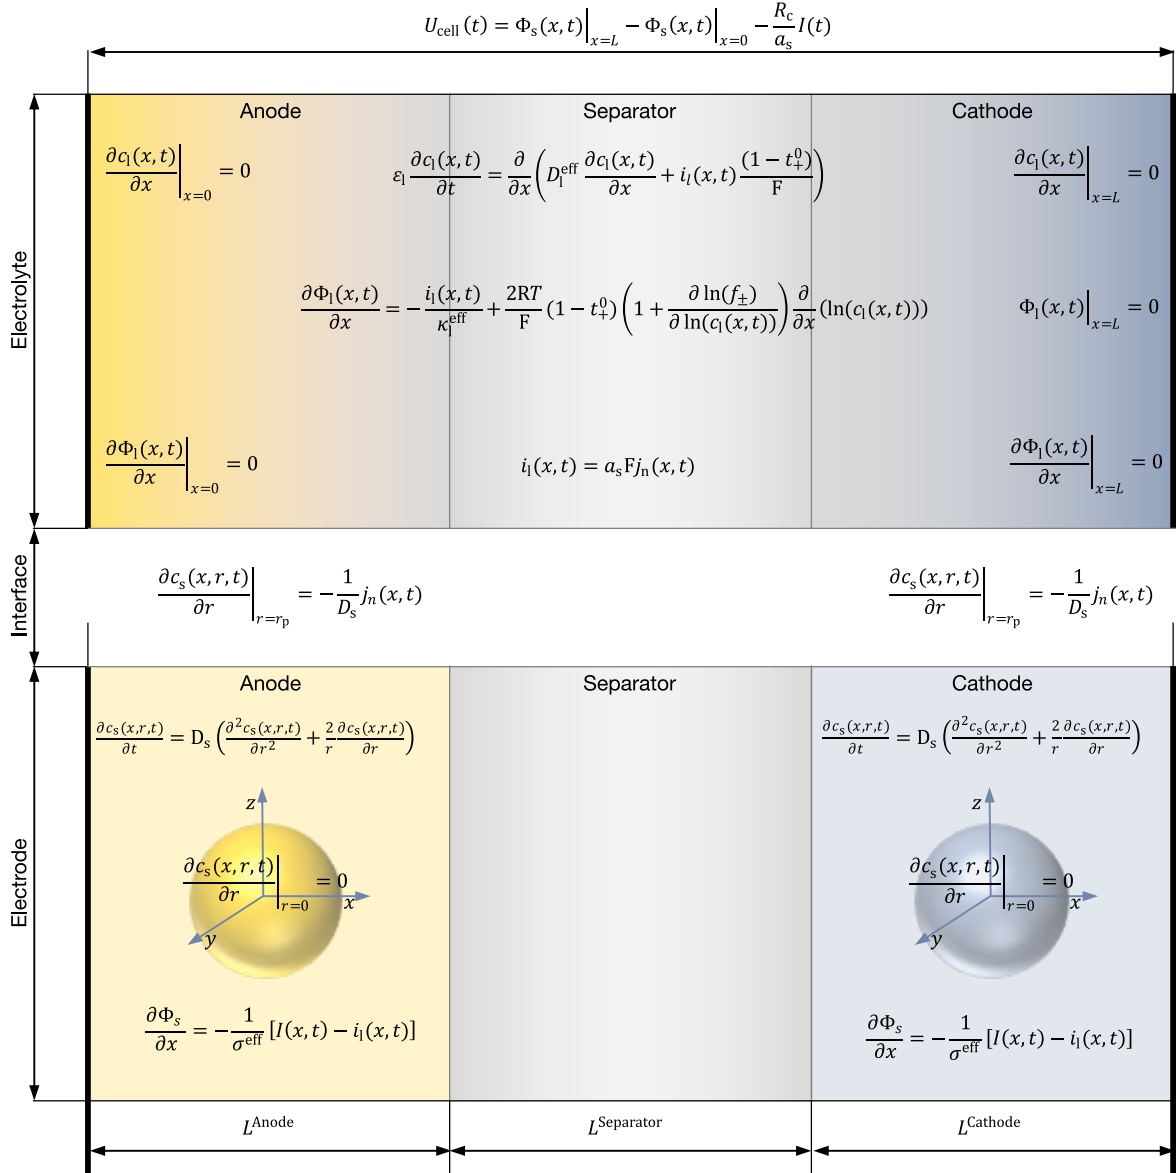 U_cell(t) = Φ_s(x,t)|_{x=L} − Φ_s(x,t)|_{x=0} − (R_c/a_s) I(t)
Anode Separator Cathode
∂c_l(x,t)/∂x|_{x=0} = 0
ε_l ∂c_l(x,t)/∂t = ∂/∂x (D_l^eff ∂c_l(x,t)/∂x + i_l(x,t) (1 − t_+^0)/F)
∂c_l(x,t)/∂x|_{x=L} = 0
Electrolyte
∂Φ_l(x,t)/∂x = −i_l(x,t)/κ_l^eff + (2RT/F) (1 − t_+^0) (1 + ∂ln(f_±)/∂ln(c_l(x,t))) ∂/∂x (ln(c_l(x,t)))
Φ_l(x,t)|_{x=L} = 0
∂Φ_l(x,t)/∂x|_{x=0} = 0
i_l(x,t) = a_s F j_n(x,t)
∂Φ_l(x,t)/∂x|_{x=L} = 0
Interface
∂c_s(x,r,t)/∂r|_{r=r_p} = −(1/D_s) j_n(x,t)
∂c_s(x,r,t)/∂r|_{r=r_p} = −(1/D_s) j_n(x,t)
Anode Separator Cathode
∂c_s(x,r,t)/∂t = D_s (∂²c_s(x,r,t)/∂r² + (2/r) ∂c_s(x,r,t)/∂r)
∂c_s(x,r,t)/∂t = D_s (∂²c_s(x,r,t)/∂r² + (2/r) ∂c_s(x,r,t)/∂r)
Electrode
z
∂c_s(x,r,t)/∂r|_{r=0} = 0
x
y
z
∂c_s(x,r,t)/∂r|_{r=0} = 0
x
y
∂Φ_s/∂x = −(1/σ^eff) [I(x,t) − i_l(x,t)]
∂Φ_s/∂x = −(1/σ^eff) [I(x,t) − i_l(x,t)]
L^Anode L^Separator L^Cathode